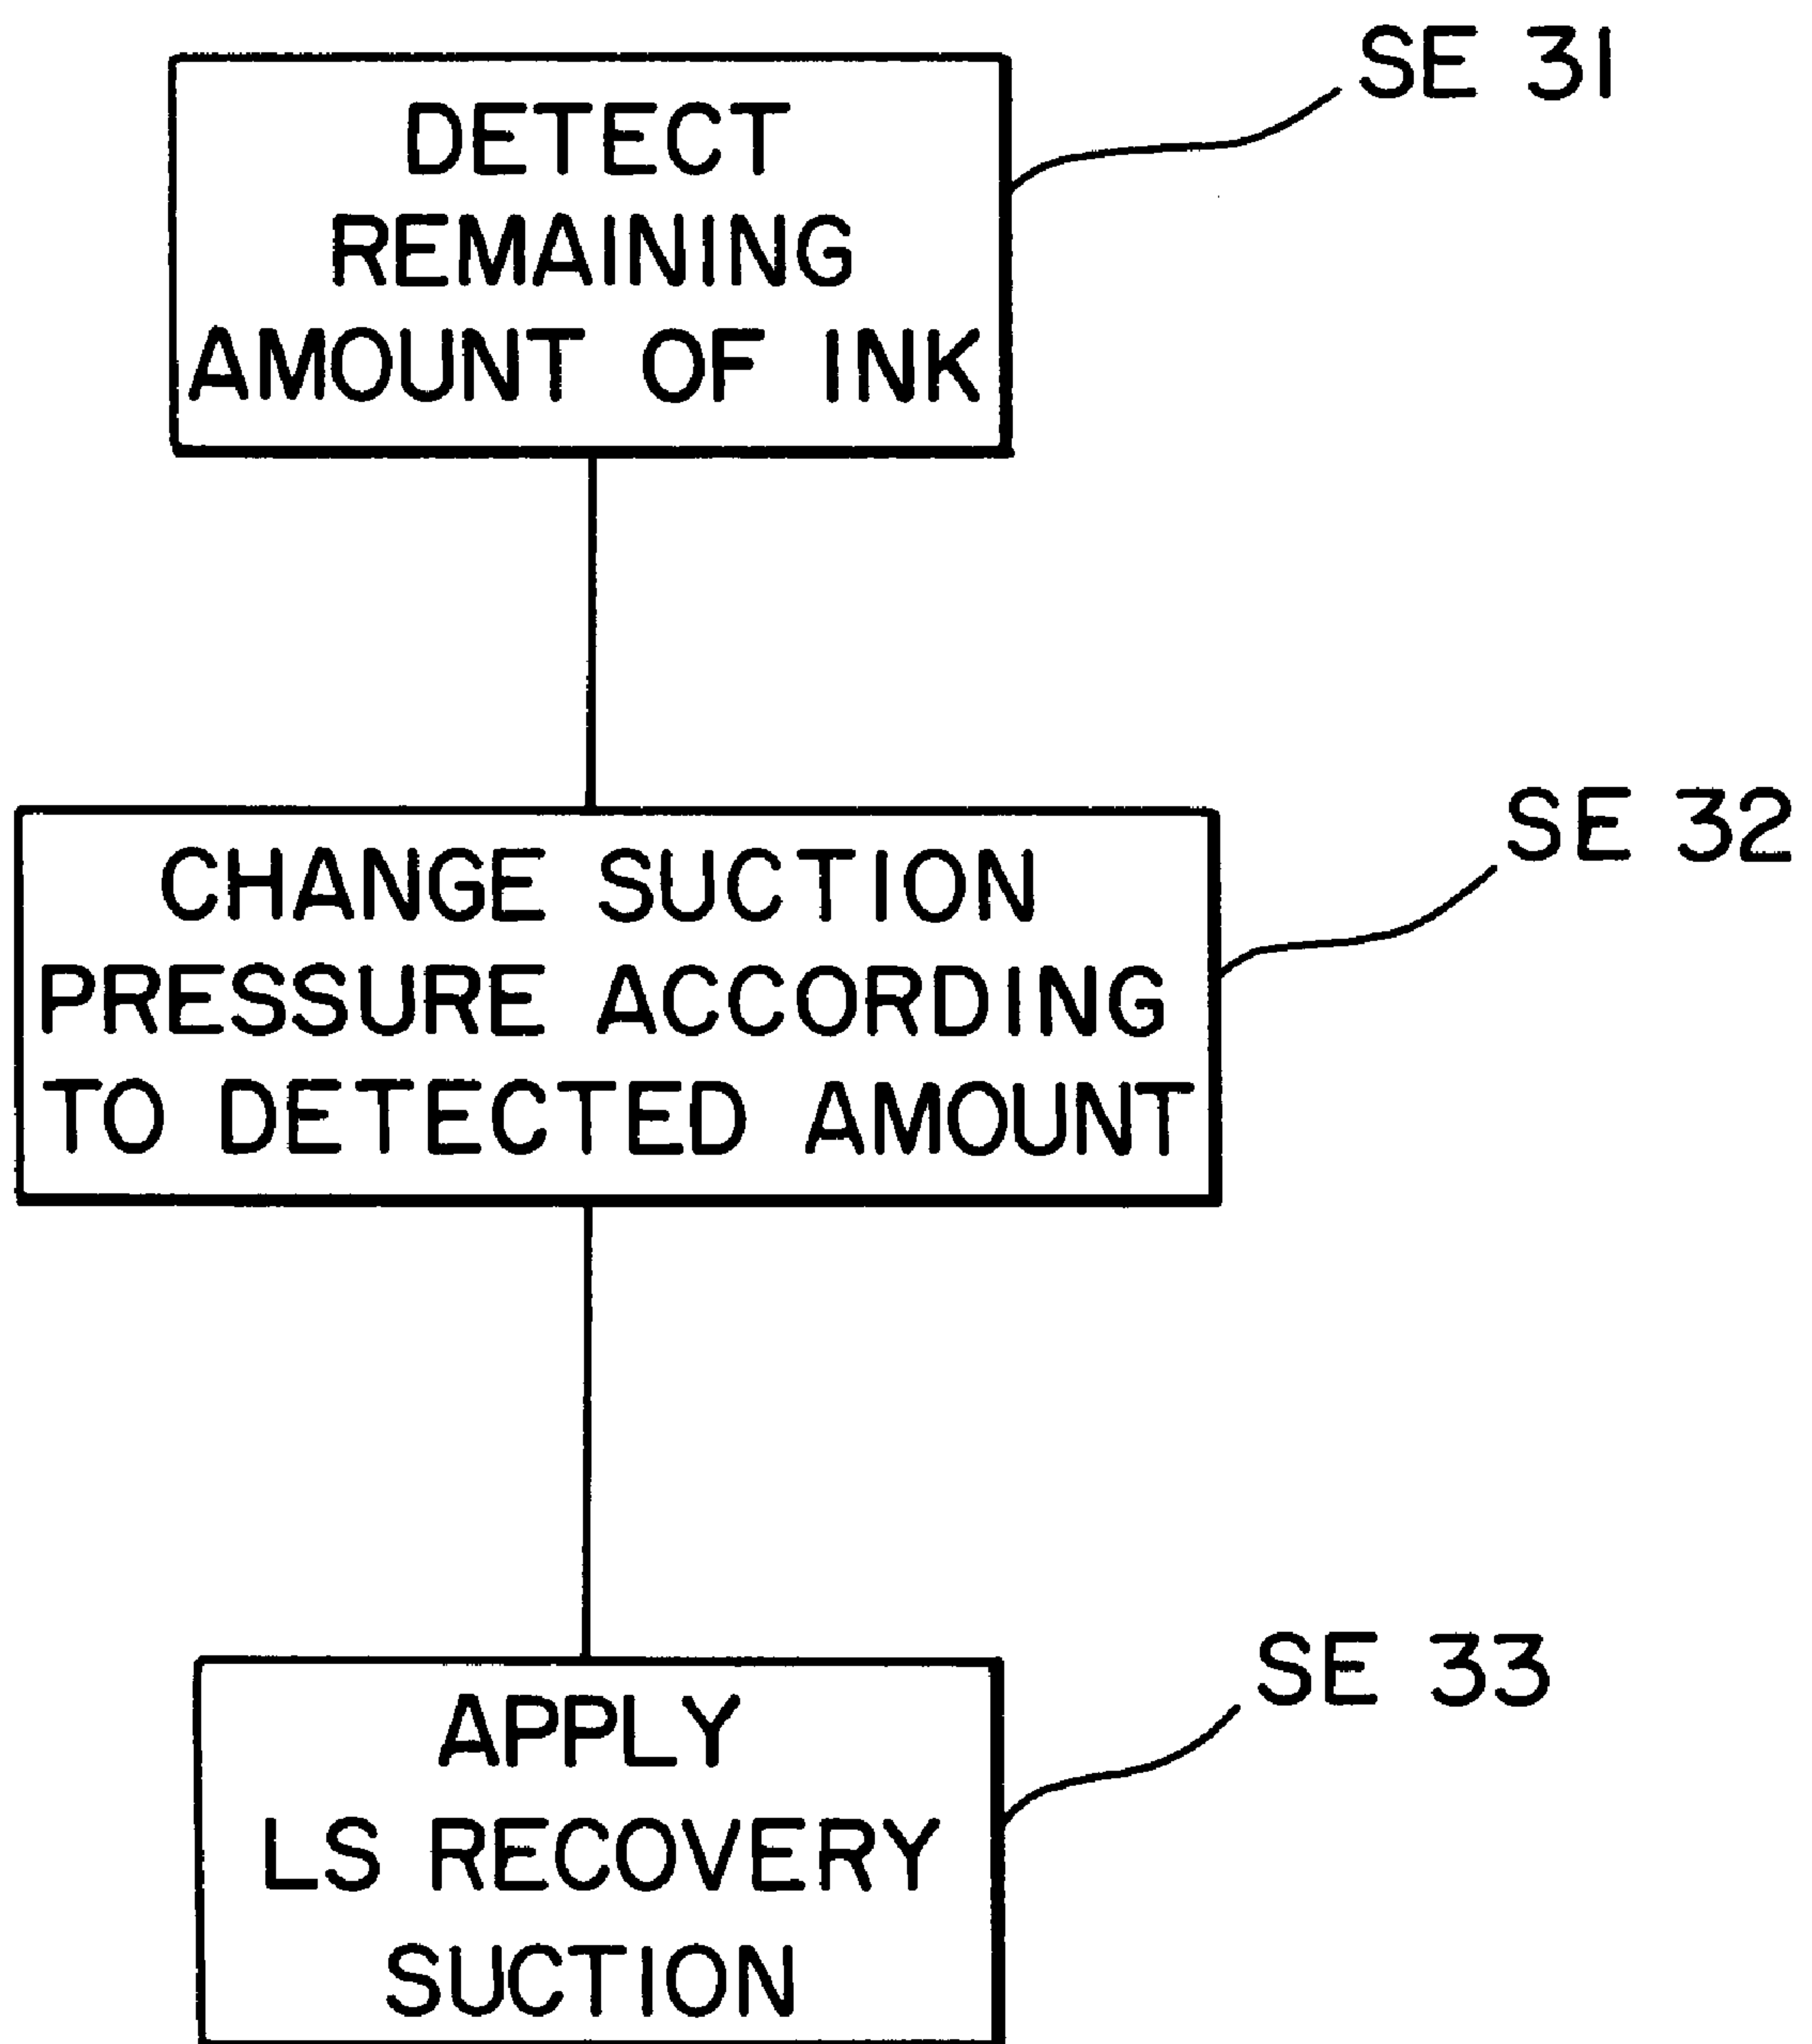 SE 31
DETECT
REMAINING
AMOUNT OF INK
SE 32
CHANGE SUCTION
PRESSURE ACCORDING
TO DETECTED AMOUNT
SE 33
APPLY
LS RECOVERY
SUCTION